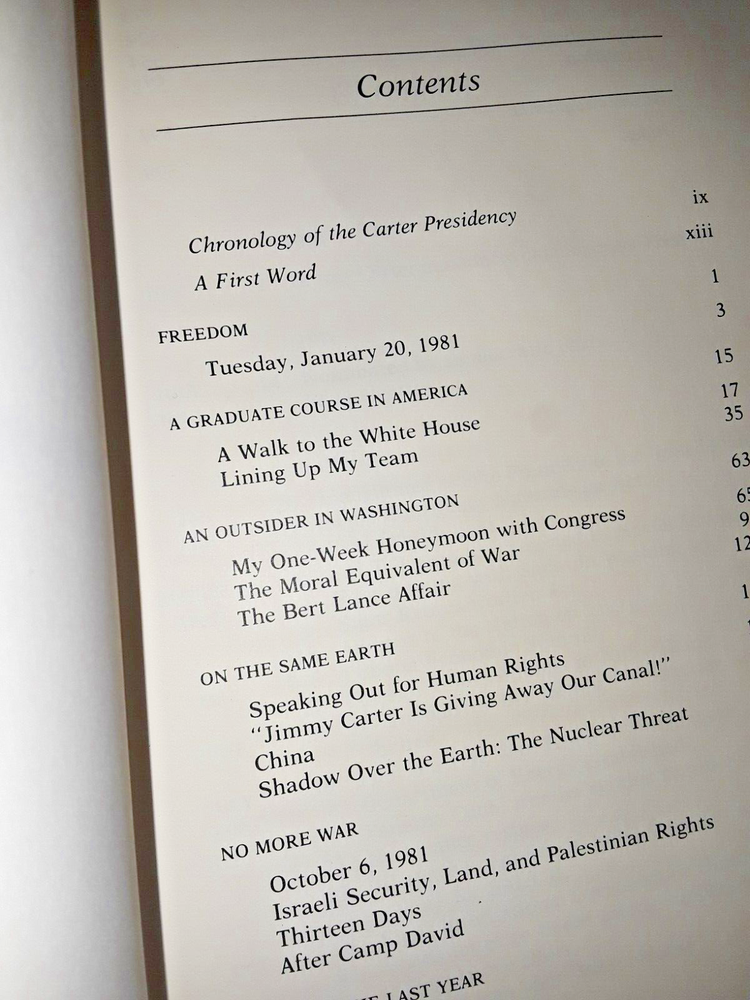 Contents
Chronology of the Carter Presidency ix
A First Word xiii
FREEDOM 1
Tuesday, January 20, 1981 3
A GRADUATE COURSE IN AMERICA 15
A Walk to the White House 17
Lining Up My Team 35
AN OUTSIDER IN WASHINGTON 63
My One-Week Honeymoon with Congress
The Moral Equivalent of War
The Bert Lance Affair
ON THE SAME EARTH
Speaking Out for Human Rights
“Jimmy Carter Is Giving Away Our Canal!”
China
Shadow Over the Earth: The Nuclear Threat
NO MORE WAR
October 6, 1981
Israeli Security, Land, and Palestinian Rights
Thirteen Days
After Camp David
LAST YEAR